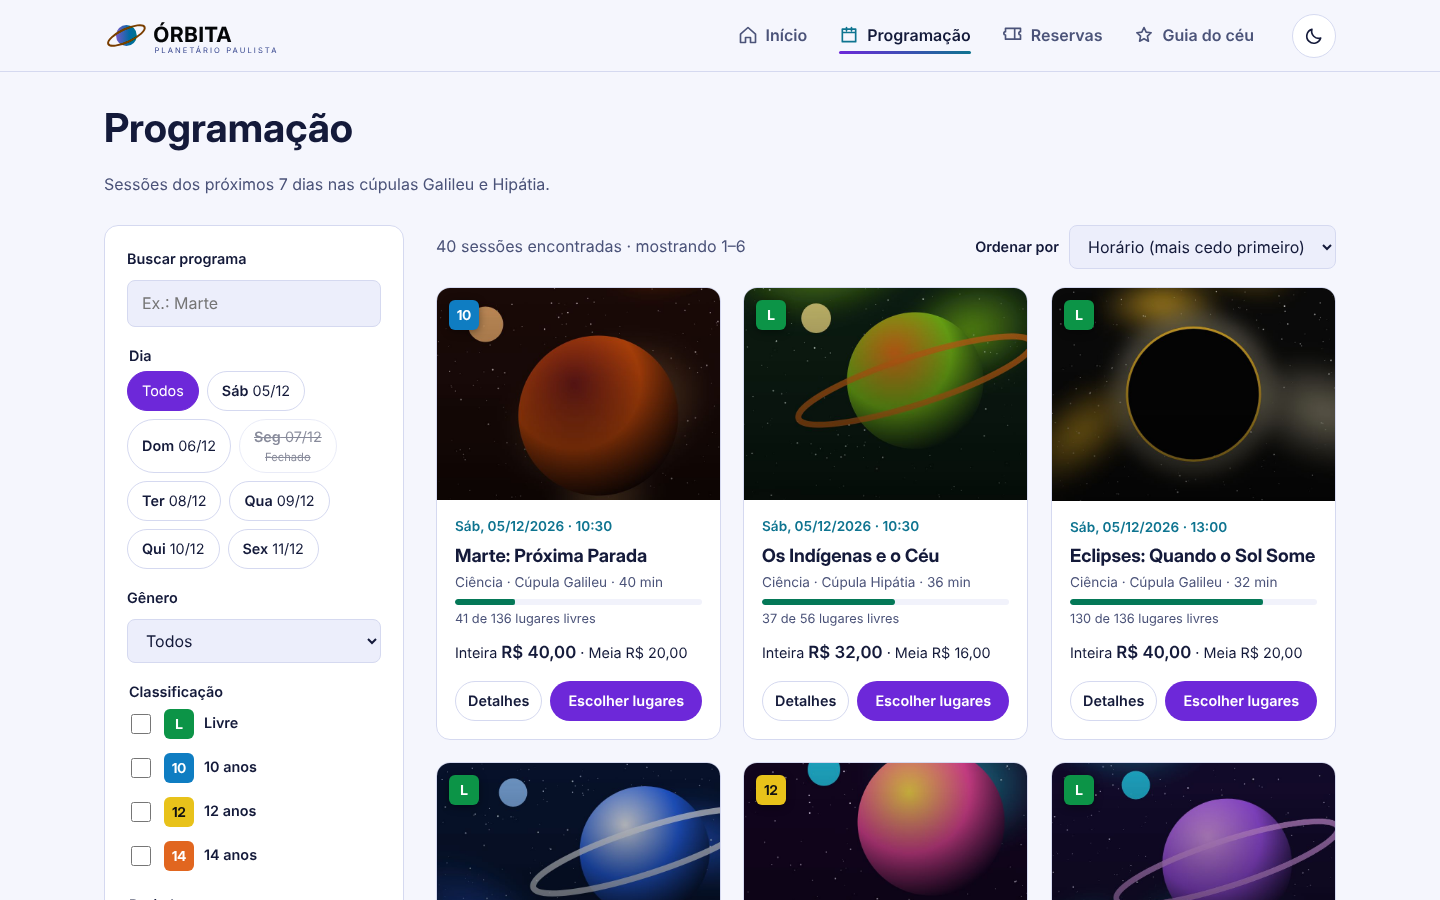 ÓRBITA
PLANETÁRIO PAULISTA
Início
Programação
Reservas
Guia do céu
Programação
Sessões dos próximos 7 dias nas cúpulas Galileu e Hipátia.
Buscar programa
Ex.: Marte
Dia
Todos
Sáb 05/12
Dom 06/12
Seg 07/12
Fechado
Ter 08/12
Qua 09/12
Qui 10/12
Sex 11/12
Gênero
Todos
Classificação
L Livre
10 10 anos
12 12 anos
14 14 anos
40 sessões encontradas · mostrando 1–6
Ordenar por
Horário (mais cedo primeiro)
10
Sáb, 05/12/2026 · 10:30
Marte: Próxima Parada
Ciência · Cúpula Galileu · 40 min
41 de 136 lugares livres
Inteira R$ 40,00 · Meia R$ 20,00
Detalhes
Escolher lugares
L
Sáb, 05/12/2026 · 10:30
Os Indígenas e o Céu
Ciência · Cúpula Hipátia · 36 min
37 de 56 lugares livres
Inteira R$ 32,00 · Meia R$ 16,00
Detalhes
Escolher lugares
L
Sáb, 05/12/2026 · 13:00
Eclipses: Quando o Sol Some
Ciência · Cúpula Galileu · 32 min
130 de 136 lugares livres
Inteira R$ 40,00 · Meia R$ 20,00
Detalhes
Escolher lugares
L
12
L